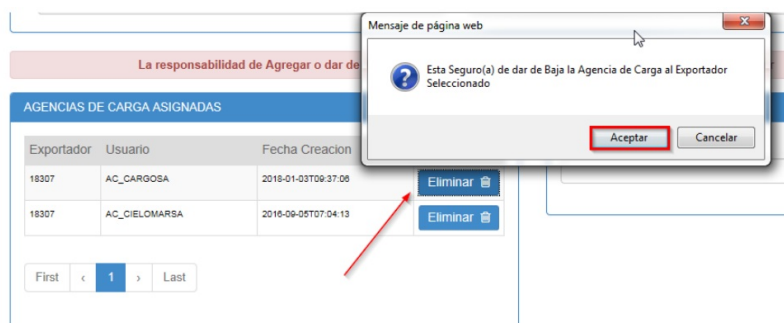 Mensaje de página web
x
La responsabilidad de Agregar o dar de
Esta Seguro(a) de dar de Baja la Agencia de Carga al Exportador
Seleccionado
Aceptar Cancelar
AGENCIAS DE CARGA ASIGNADAS
Exportador Usuario Fecha Creacion
18307 AC_CARGOSA 2018-01-03T09:37:06 Eliminar
18307 AC_CIELOMARSA 2016-09-05T07:04:13 Eliminar
First ‹ 1 › Last